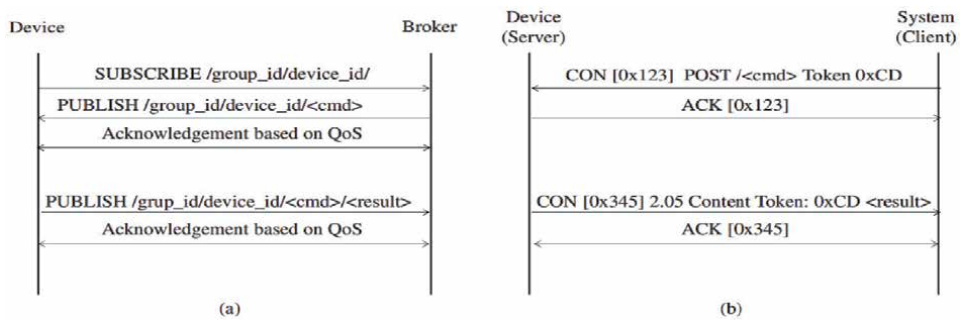 Device
Broker
SUBSCRIBE /group_id/device_id/
PUBLISH /group_id/device_id/<cmd>
Acknowledgement based on QoS
PUBLISH /grup_id/device_id/<cmd>/<result>
Acknowledgement based on QoS
(a)
Device
(Server)
System
(Client)
CON [0x123] POST /<cmd> Token 0xCD
ACK [0x123]
CON [0x345] 2.05 Content Token: 0xCD <result>
ACK [0x345]
(b)